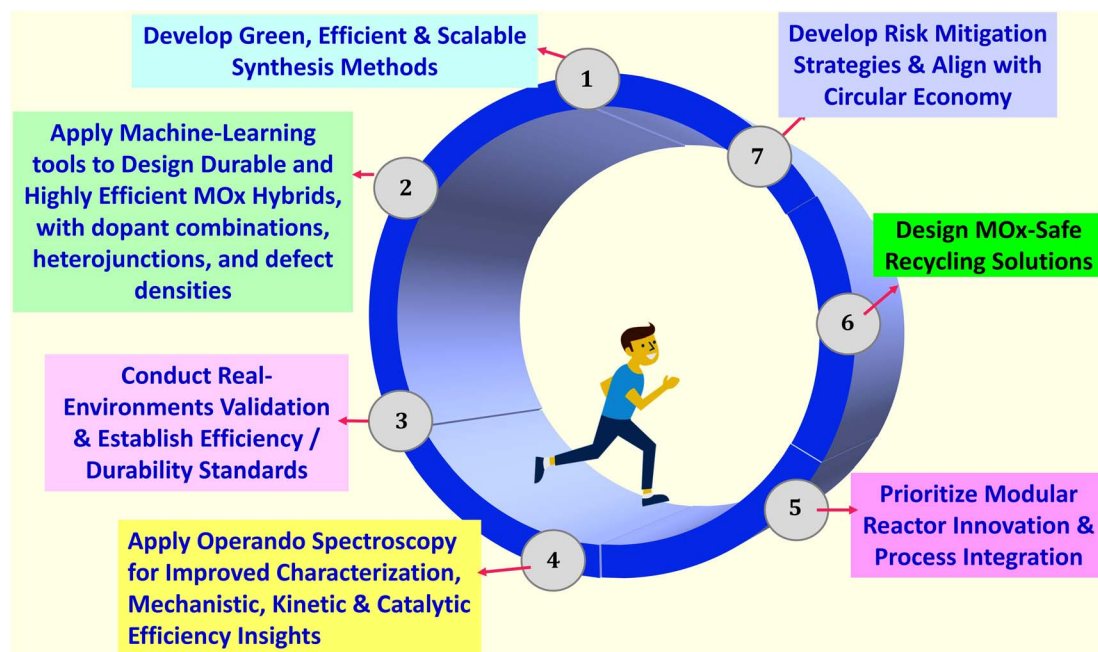 1
Develop Green, Efficient & Scalable
Synthesis Methods
2
Apply Machine-Learning
tools to Design Durable and
Highly Efficient MOx Hybrids,
with dopant combinations,
heterojunctions, and defect
densities
3
Conduct Real-
Environments Validation
& Establish Efficiency /
Durability Standards
4
Apply Operando Spectroscopy
for Improved Characterization,
Mechanistic, Kinetic & Catalytic
Efficiency Insights
5
Prioritize Modular
Reactor Innovation &
Process Integration
6
Design MOx-Safe
Recycling Solutions
7
Develop Risk Mitigation
Strategies & Align with
Circular Economy